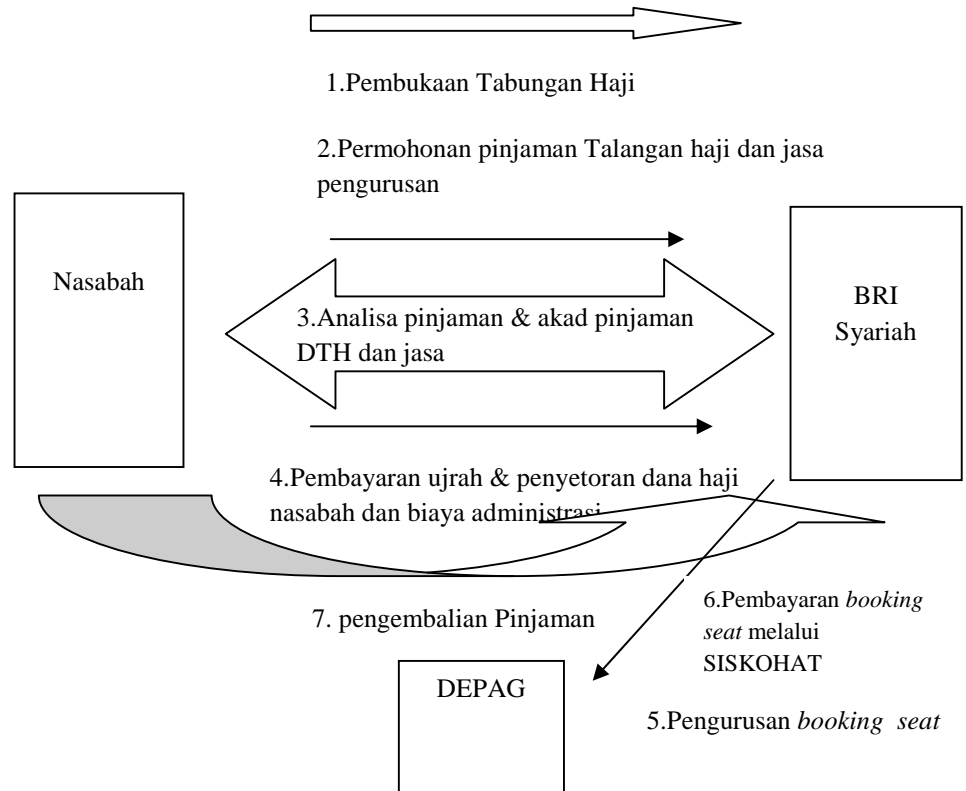 1.Pembukaan Tabungan Haji
2.Permohonan pinjaman Talangan haji dan jasa
pengurusan
Nasabah
BRI
Syariah
3.Analisa pinjaman & akad pinjaman
DTH dan jasa
4.Pembayaran ujrah & penyetoran dana haji
nasabah dan biaya administrasi
7. pengembalian Pinjaman
6.Pembayaran booking
seat melalui
SISKOHAT
DEPAG
5.Pengurusan booking seat